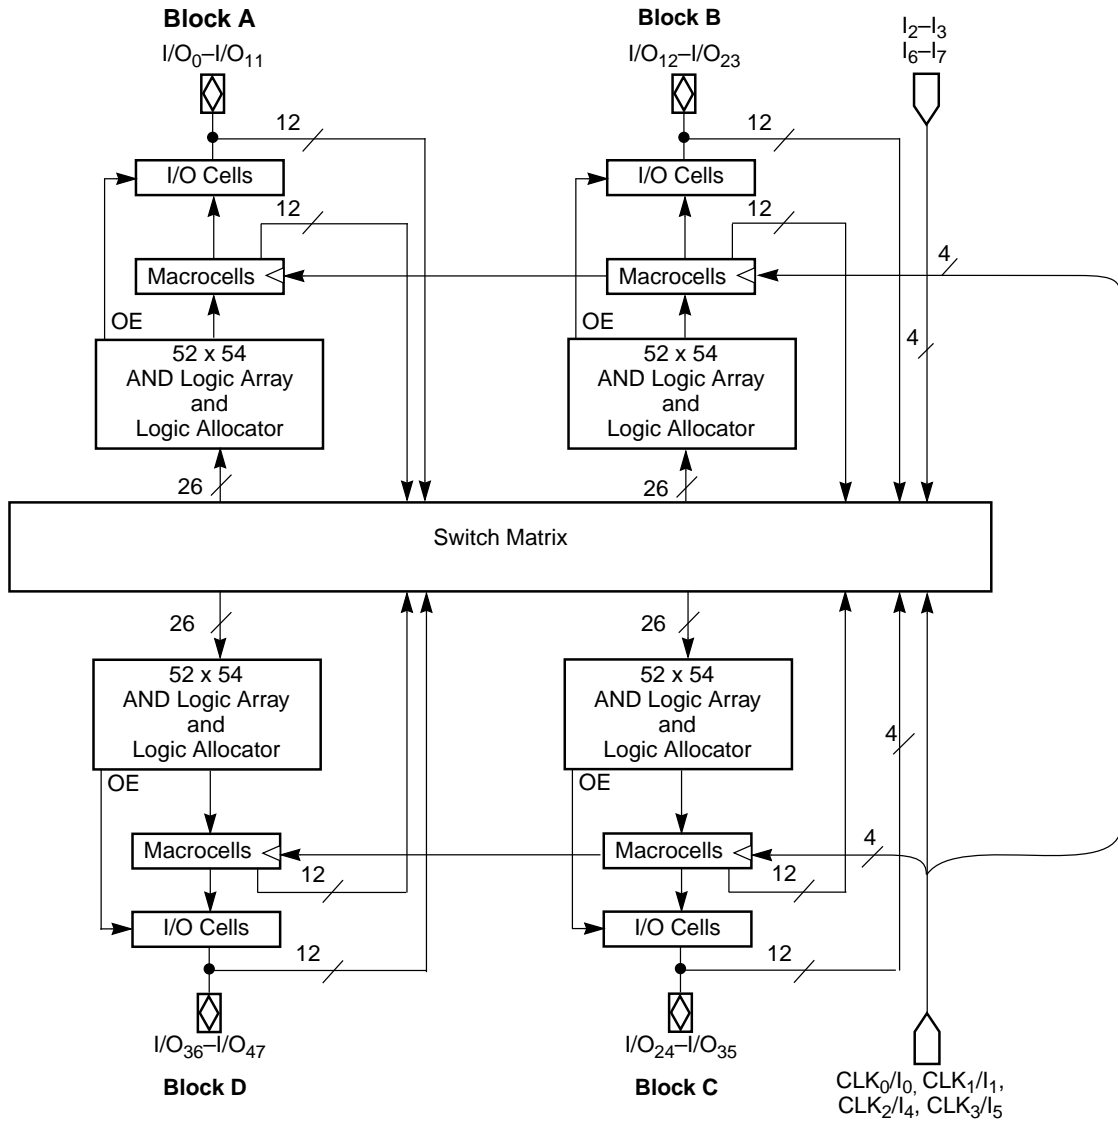 Block A
I/O₀–I/O₁₁
12
I/O Cells
12
Macrocells
OE
52 x 54
AND Logic Array
and
Logic Allocator
26
Block B
I/O₁₂–I/O₂₃
12
I/O Cells
12
Macrocells
OE
52 x 54
AND Logic Array
and
Logic Allocator
26
I₂–I₃
I₆–I₇
4
4
Switch Matrix
26
52 x 54
AND Logic Array
and
Logic Allocator
OE
Macrocells
12
I/O Cells
12
I/O₃₆–I/O₄₇
Block D
26
52 x 54
AND Logic Array
and
Logic Allocator
OE
Macrocells
12
I/O Cells
12
I/O₂₄–I/O₃₅
Block C
4
4
CLK₀/I₀, CLK₁/I₁,
CLK₂/I₄, CLK₃/I₅